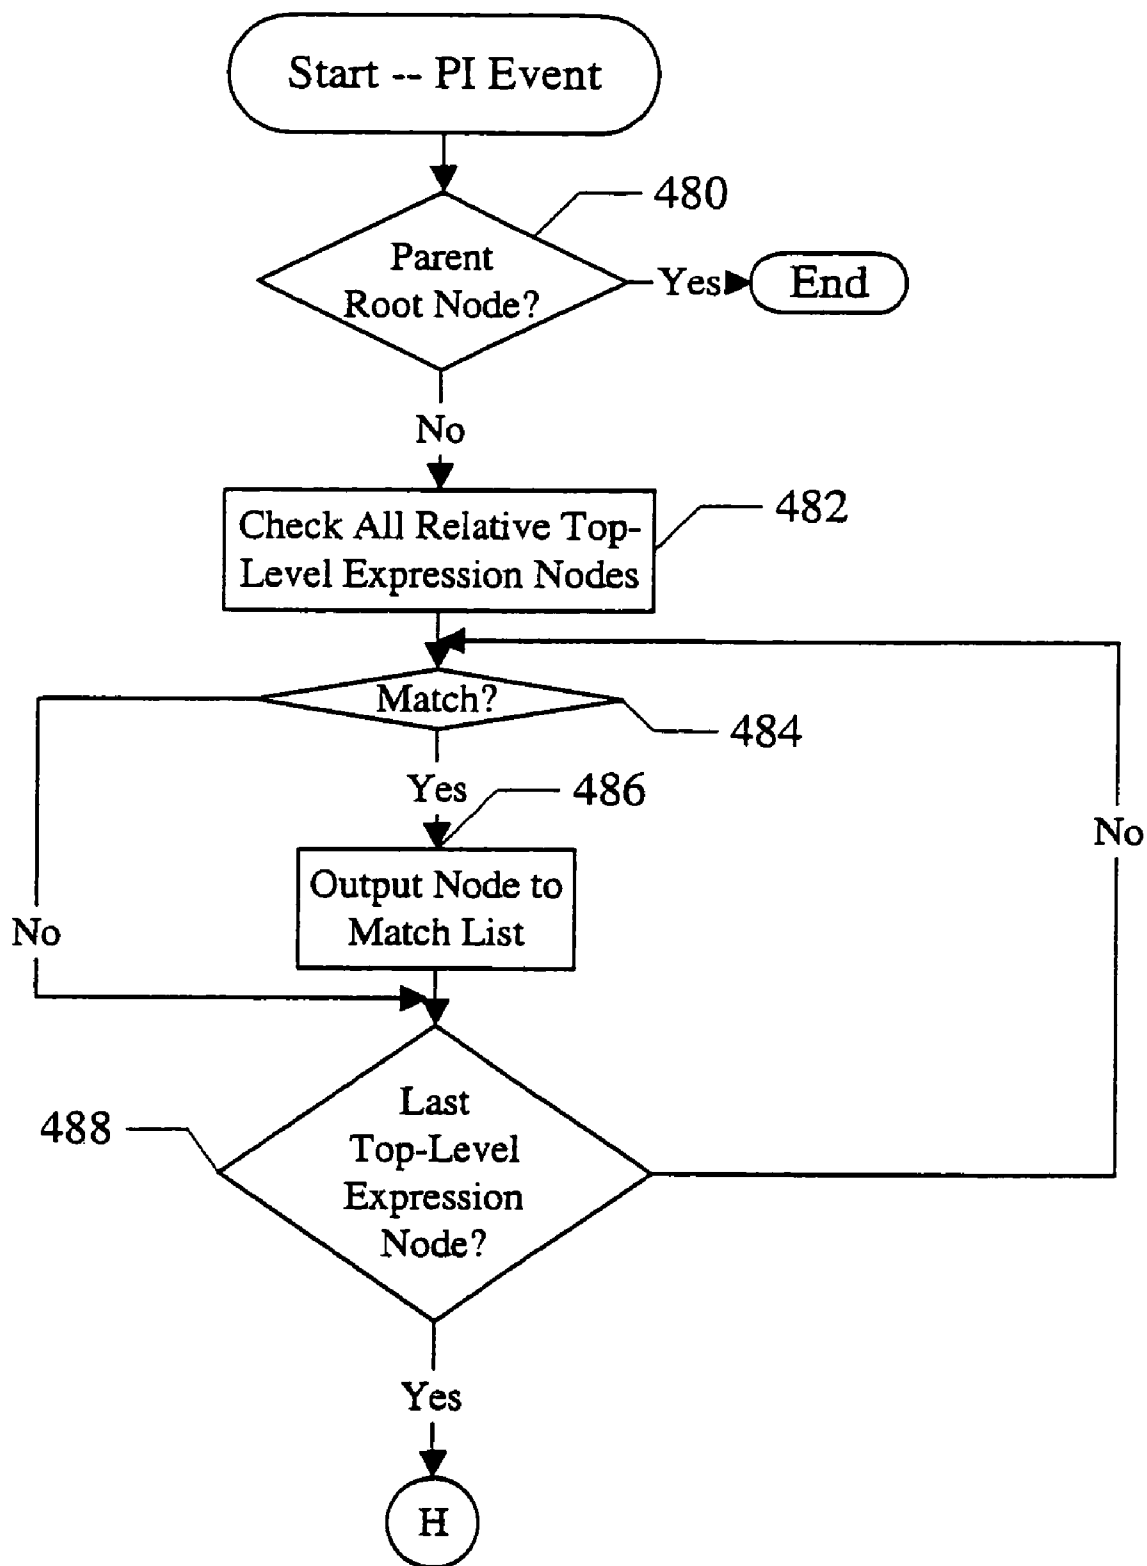 Start -- PI Event
480
Parent
Root Node?
Yes
End
No
Check All Relative Top-
Level Expression Nodes
482
Match?
484
Yes
486
No
Output Node to
Match List
No
Last
Top-Level
Expression
Node?
488
Yes
H